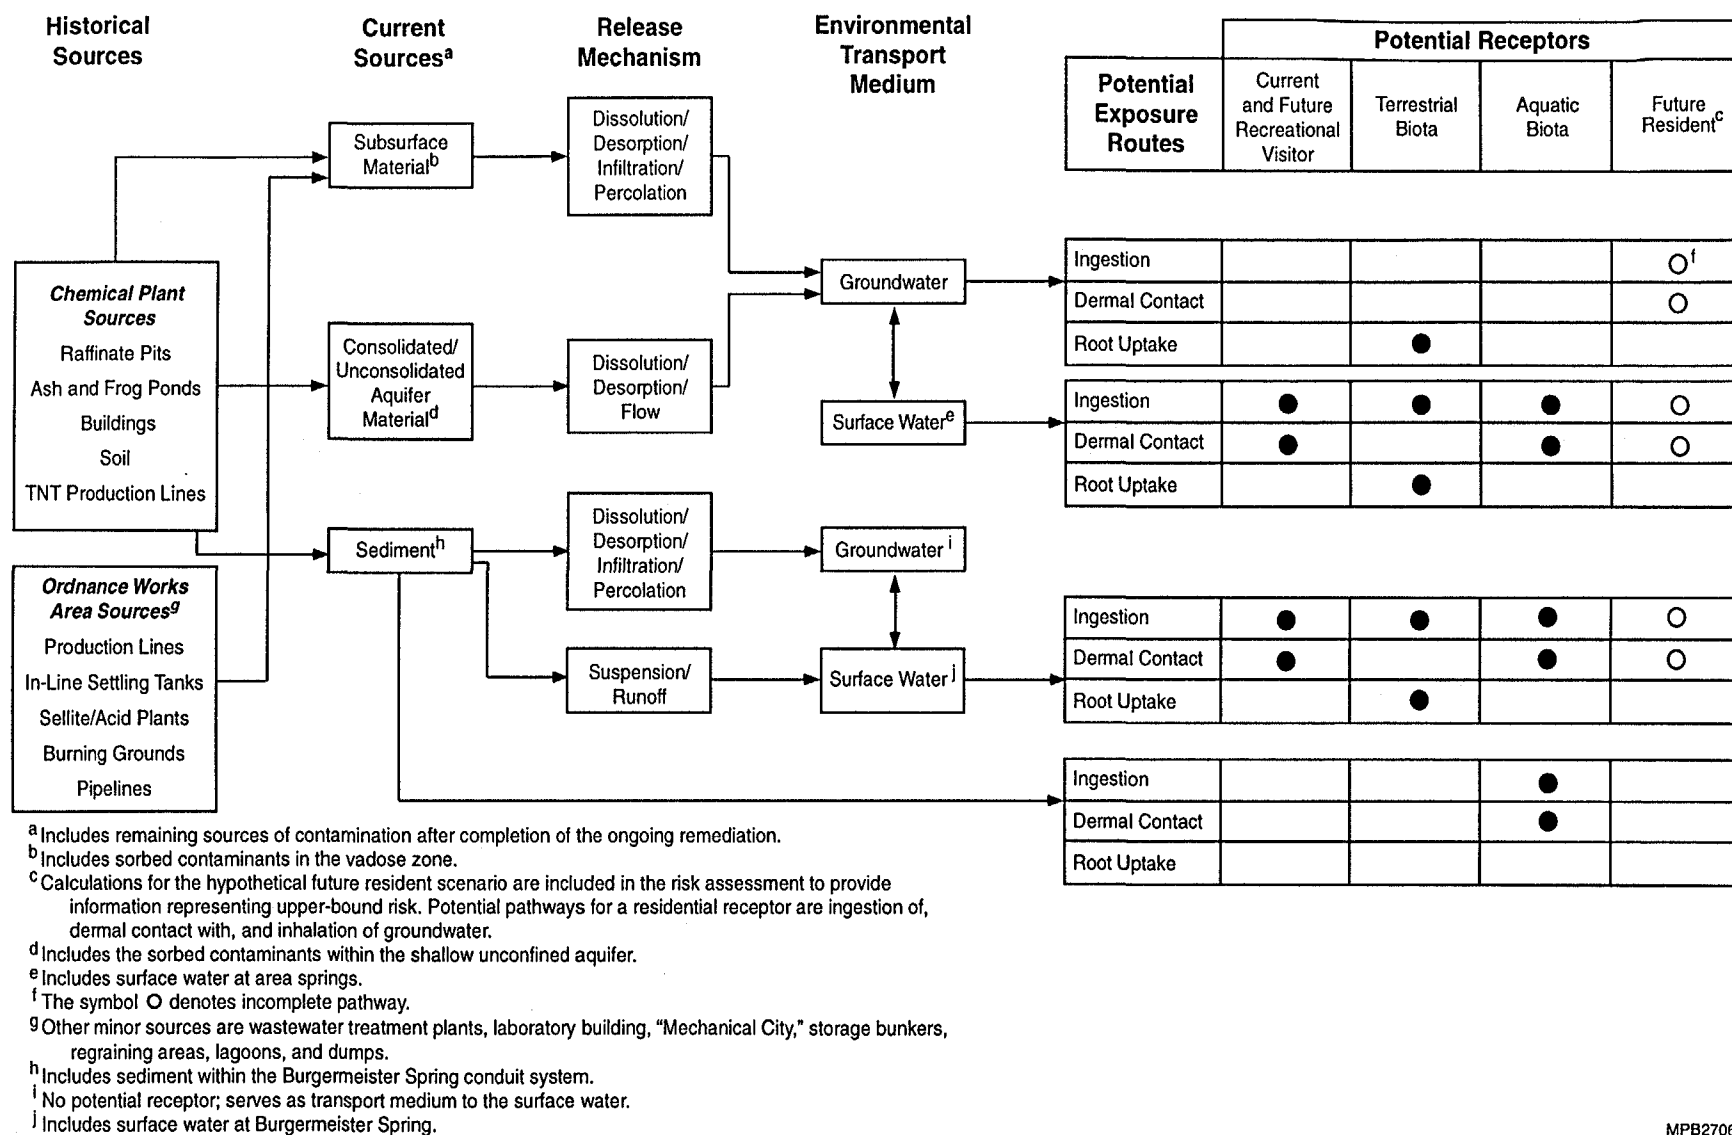 Historical
Sources
Current
Sources^a
Release
Mechanism
Environmental
Transport
Medium
Potential Receptors
Potential
Exposure
Routes
Current
and Future
Recreational
Visitor
Terrestrial
Biota
Aquatic
Biota
Future
Resident^c
Subsurface
Material^b
Dissolution/
Desorption/
Infiltration/
Percolation
Chemical Plant
Sources
Raffinate Pits
Ash and Frog Ponds
Buildings
Soil
TNT Production Lines
Consolidated/
Unconsolidated
Aquifer
Material^d
Dissolution/
Desorption/
Flow
Groundwater
Surface Water^e
Ingestion
O^f
Dermal Contact
Root Uptake
Ingestion
Dermal Contact
Root Uptake
Ordnance Works
Area Sources^g
Production Lines
In-Line Settling Tanks
Sellite/Acid Plants
Burning Grounds
Pipelines
Sediment^h
Dissolution/
Desorption/
Infiltration/
Percolation
Suspension/
Runoff
Groundwater^i
Surface Water^j
Ingestion
Dermal Contact
Root Uptake
Ingestion
Dermal Contact
Root Uptake
^a Includes remaining sources of contamination after completion of the ongoing remediation.
^b Includes sorbed contaminants in the vadose zone.
^c Calculations for the hypothetical future resident scenario are included in the risk assessment to provide
information representing upper-bound risk. Potential pathways for a residential receptor are ingestion of,
dermal contact with, and inhalation of groundwater.
^d Includes the sorbed contaminants within the shallow unconfined aquifer.
^e Includes surface water at area springs.
^f The symbol O denotes incomplete pathway.
^g Other minor sources are wastewater treatment plants, laboratory building, "Mechanical City," storage bunkers,
regraining areas, lagoons, and dumps.
^h Includes sediment within the Burgermeister Spring conduit system.
^i No potential receptor; serves as transport medium to the surface water.
^j Includes surface water at Burgermeister Spring.